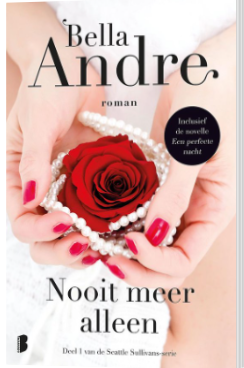 Bella
Andre
roman
Inclusief
de novelle
Een perfecte
nacht
Nooit meer
alleen
B
Deel 1 van de Seattle Sullivans-serie